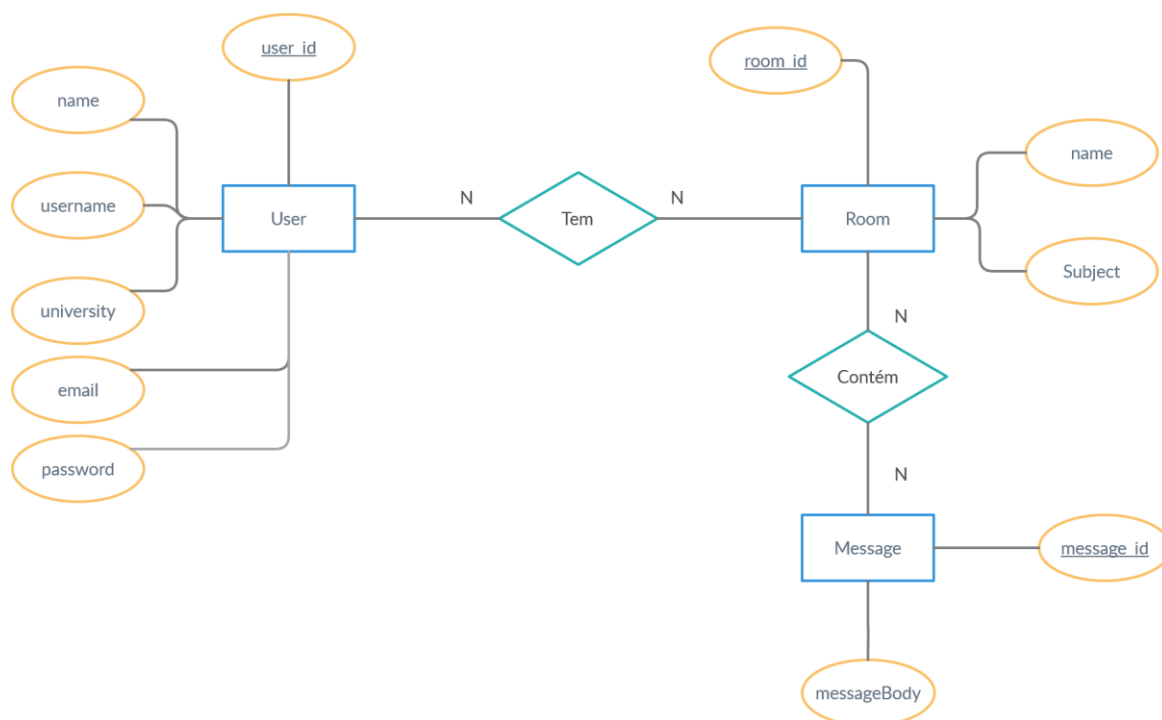 user_id
room_id
name
name
username
N
N
User
Tem
Room
Subject
university
N
Contém
email
password
N
Message
message_id
messageBody